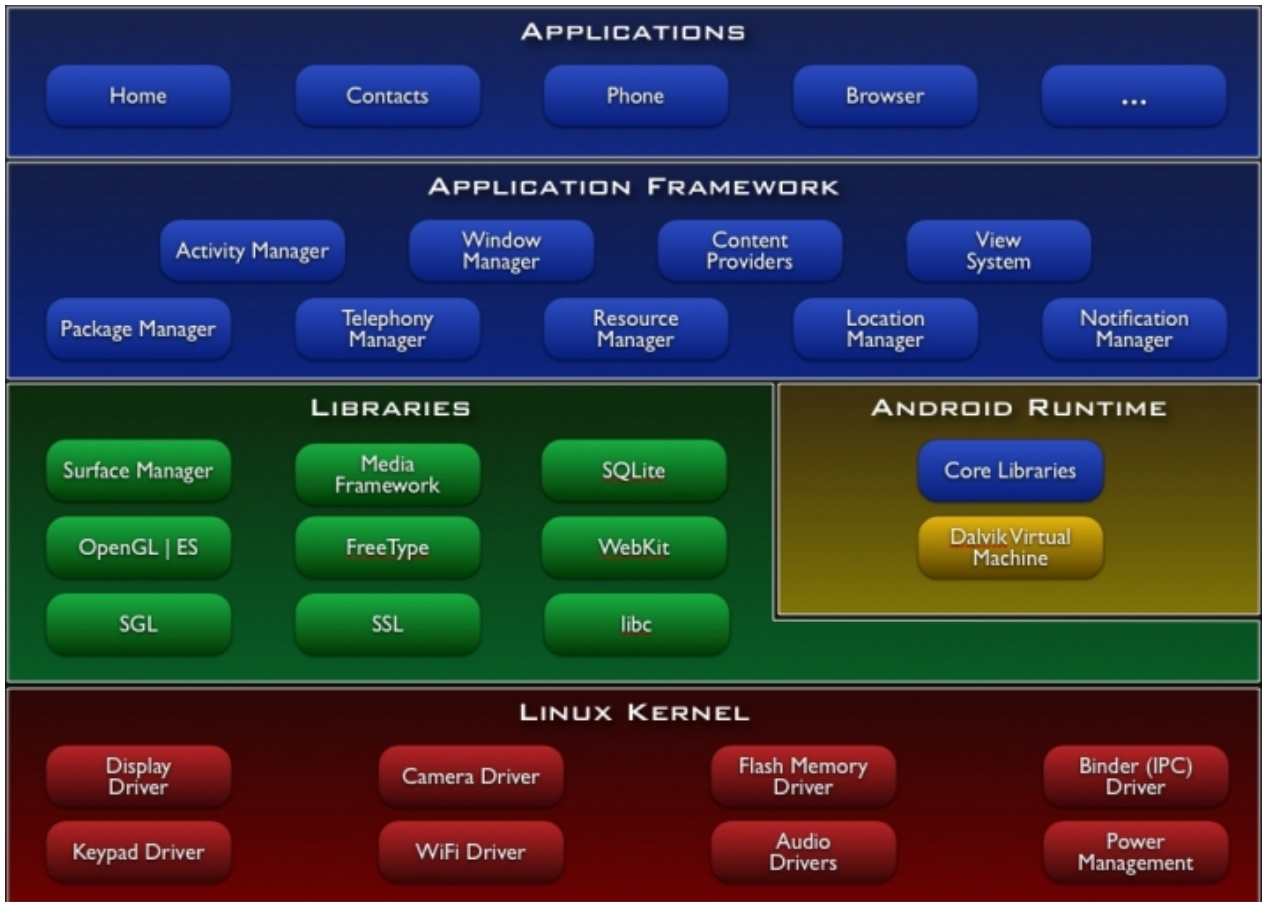 APPLICATIONS
Home
Contacts
Phone
Browser
...
APPLICATION FRAMEWORK
Activity Manager
Window
Manager
Content
Providers
View
System
Package Manager
Telephony
Manager
Resource
Manager
Location
Manager
Notification
Manager
LIBRARIES
Surface Manager
Media
Framework
SQLite
OpenGL | ES
FreeType
WebKit
SGL
SSL
libc
ANDROID RUNTIME
Core Libraries
Dalvik Virtual
Machine
LINUX KERNEL
Display
Driver
Camera Driver
Flash Memory
Driver
Binder (IPC)
Driver
Keypad Driver
WiFi Driver
Audio
Drivers
Power
Management